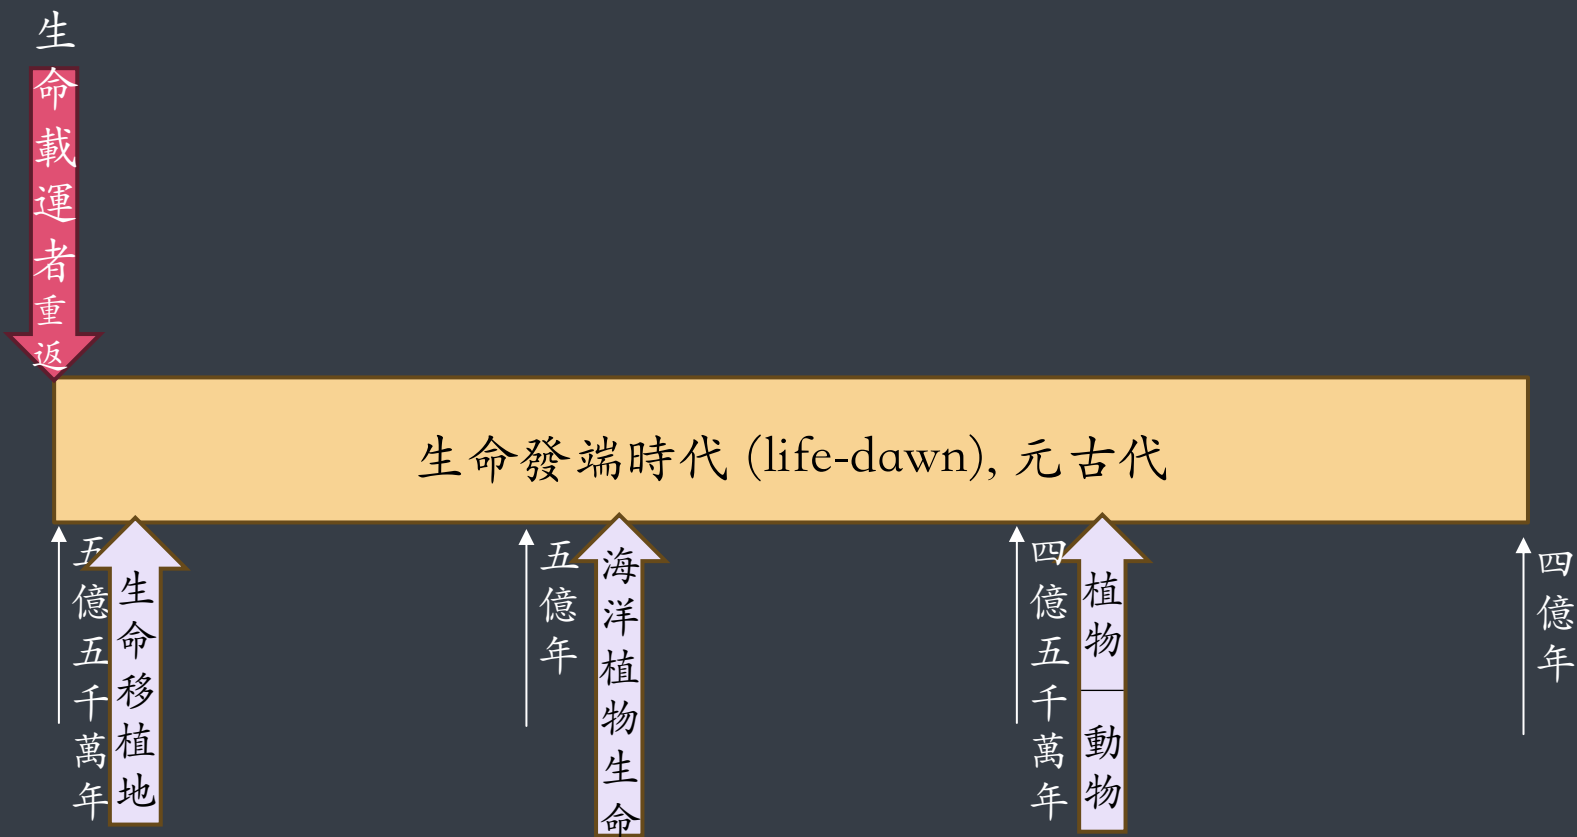 生命載運者重返
生命發端時代 (life-dawn), 元古代
五億五千萬年
生命移植地
五億年
海洋植物生命
四億五千萬年
植物
動物
四億年